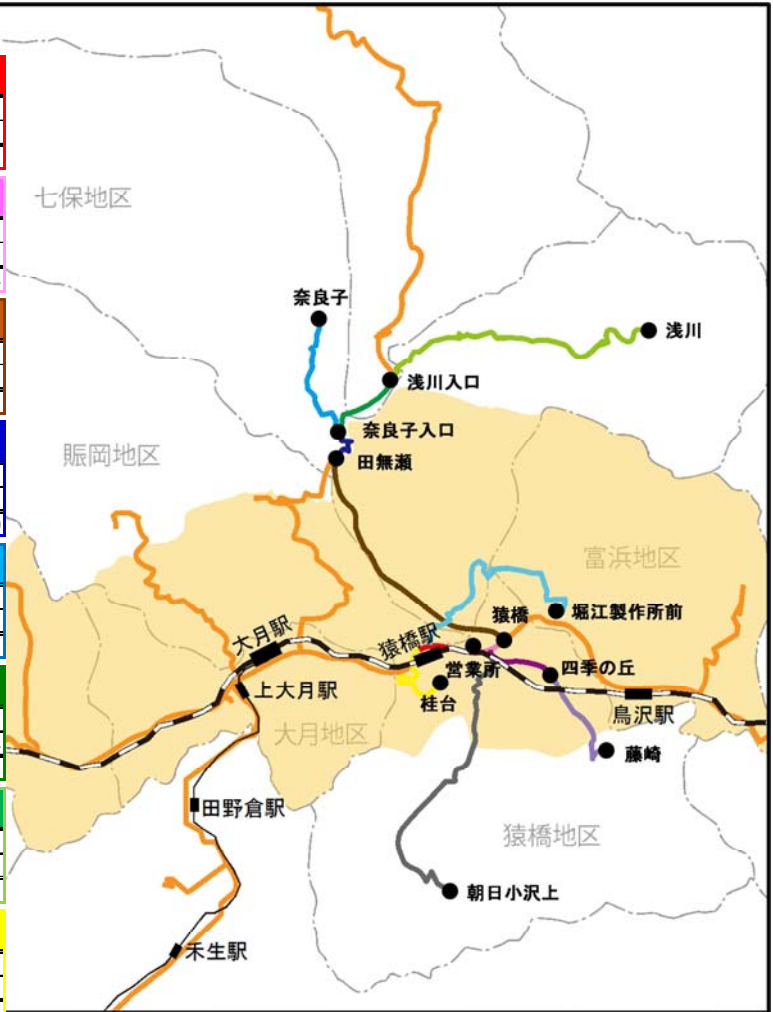 七保地区
奈良子
浅川
浅川入口
奈良子入口
賑岡地区
田無瀬
富浜地区
堀江製作所前
猿橋
大月駅
猿橋駅
営業所
四季の丘
上大月駅
桂台
鳥沢駅
大月地区
藤崎
田野倉駅
猿橋地区
朝日小沢上
禾生駅